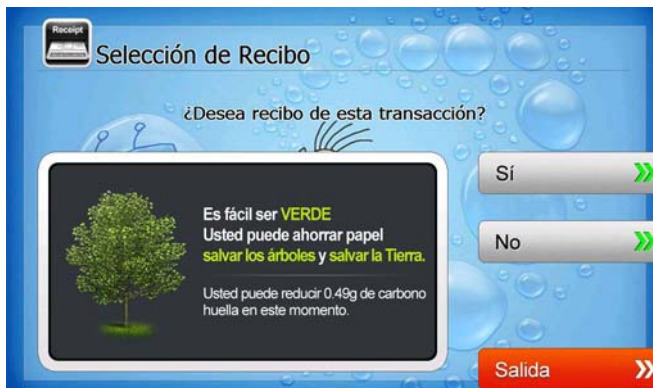 Receipt
Selección de Recibo
¿Desea recibo de esta transacción?
Sí
Es fácil ser VERDE
Usted puede ahorrar papel
salvar los árboles y salvar la Tierra.
No
Usted puede reducir 0.49g de carbono
huella en este momento.
Salida